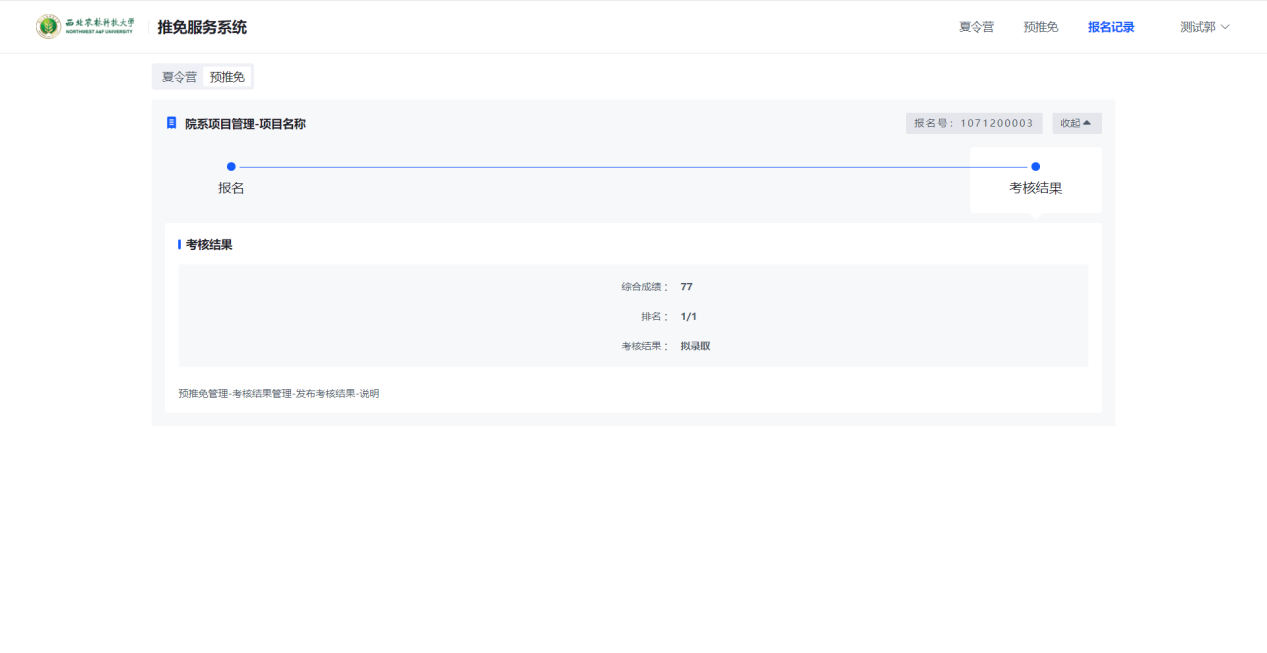 西北农林科技大学
NORTHWEST A&F UNIVERSITY
推免服务系统
夏令营 预推免 报名记录 测试郭
夏令营 预推免
院系项目管理-项目名称
报名号：1071200003 收起
报名 考核结果
考核结果
综合成绩： 77
排名： 1/1
考核结果： 拟录取
预推免管理-考核结果管理-发布考核结果-说明